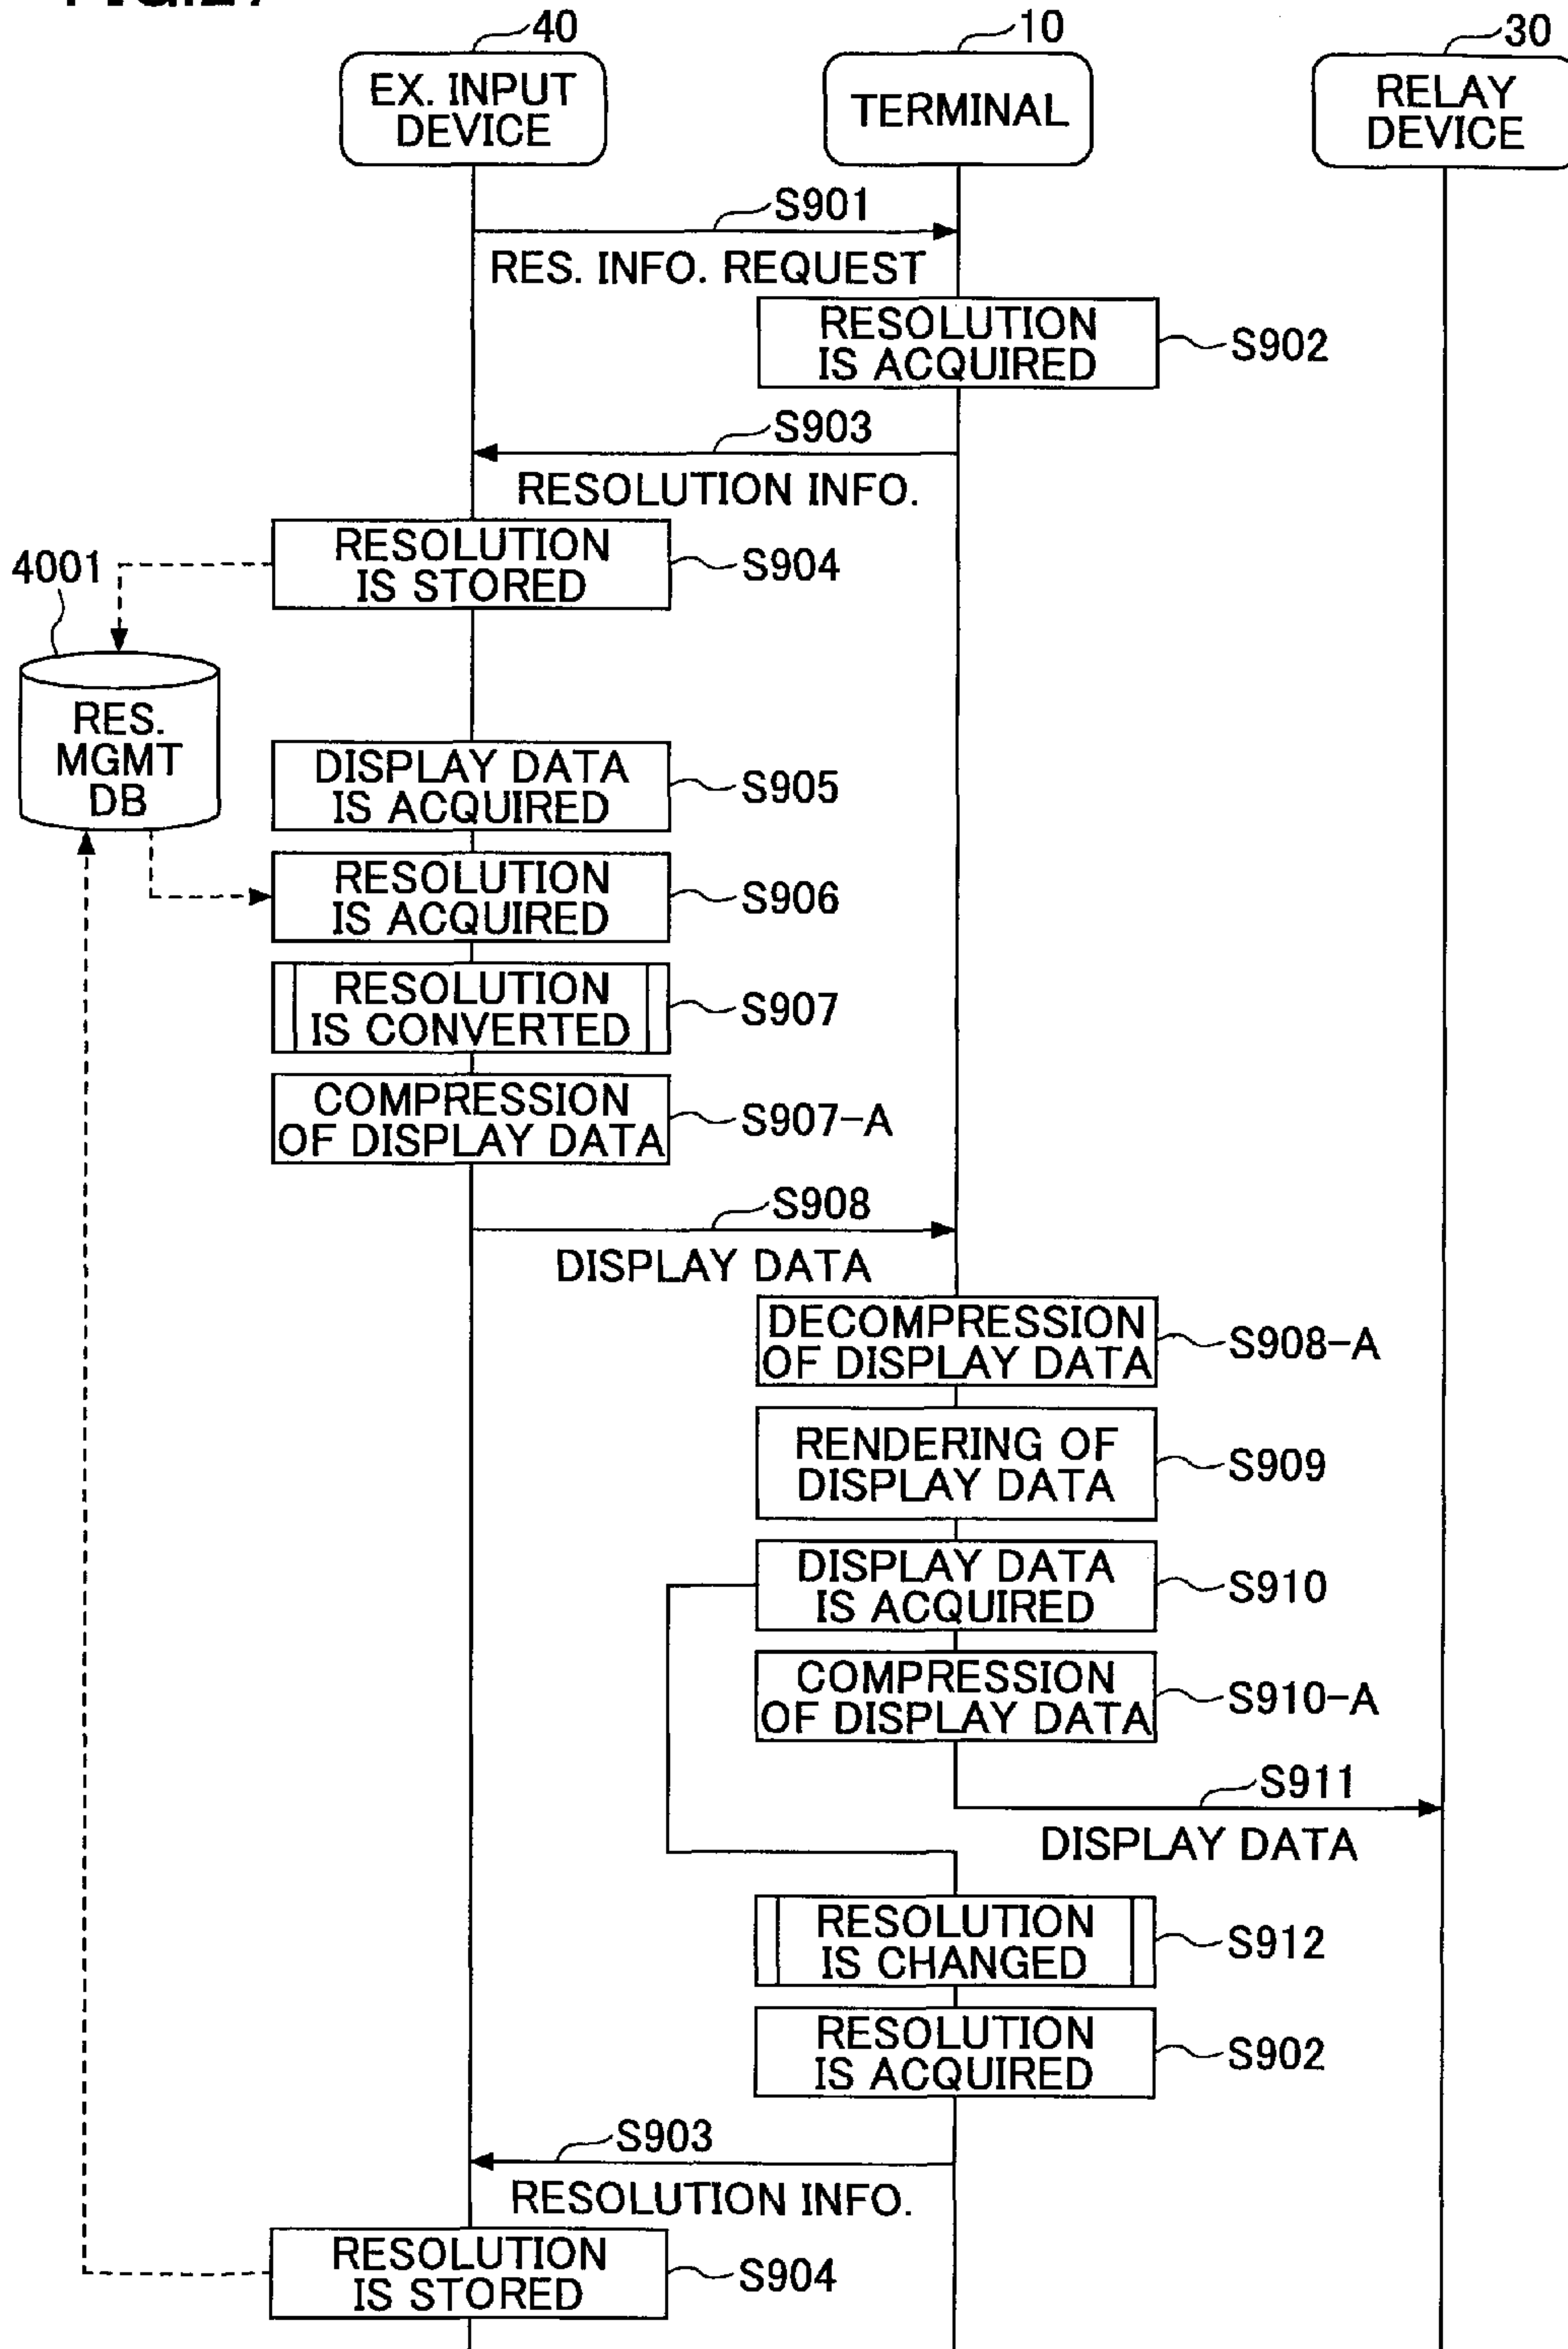 40
10
30
EX. INPUT
DEVICE
TERMINAL
RELAY
DEVICE
S901
RES. INFO. REQUEST
RESOLUTION
IS ACQUIRED
S902
S903
RESOLUTION INFO.
RESOLUTION
IS STORED
S904
4001
RES.
MGMT
DB
DISPLAY DATA
IS ACQUIRED
S905
RESOLUTION
IS ACQUIRED
S906
RESOLUTION
IS CONVERTED
S907
COMPRESSION
OF DISPLAY DATA
S907-A
S908
DISPLAY DATA
DECOMPRESSION
OF DISPLAY DATA
S908-A
RENDERING OF
DISPLAY DATA
S909
DISPLAY DATA
IS ACQUIRED
S910
COMPRESSION
OF DISPLAY DATA
S910-A
S911
DISPLAY DATA
RESOLUTION
IS CHANGED
S912
RESOLUTION
IS ACQUIRED
S902
S903
RESOLUTION INFO.
RESOLUTION
IS STORED
S904